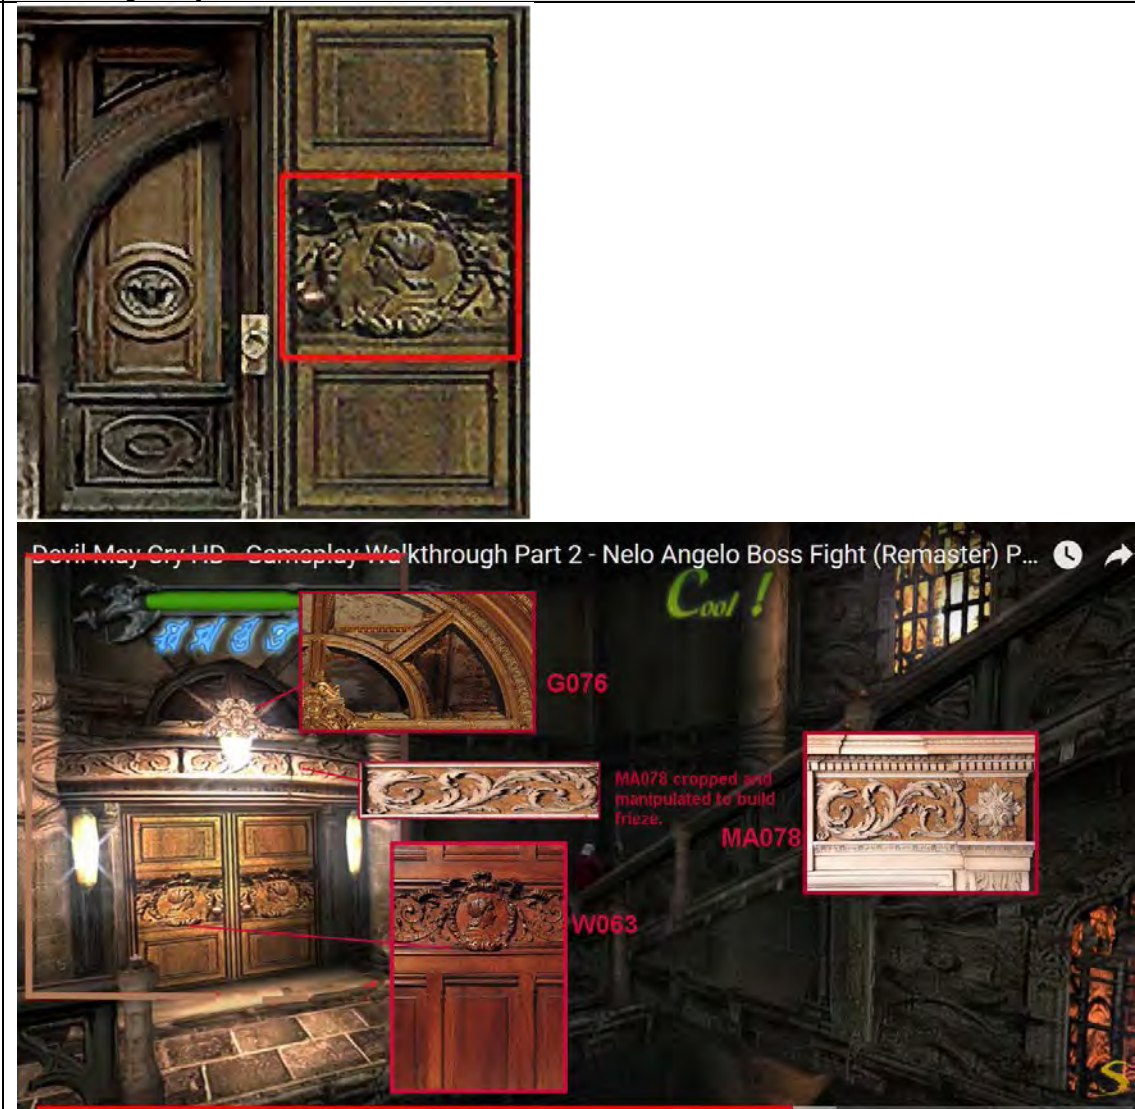 Devil May Cry HD - Gameplay Walkthrough Part 2 - Nelo Angelo Boss Fight (Remaster) P...
Cool !
G076
MA078 cropped and
manipulated to build
frieze.
MA078
W063